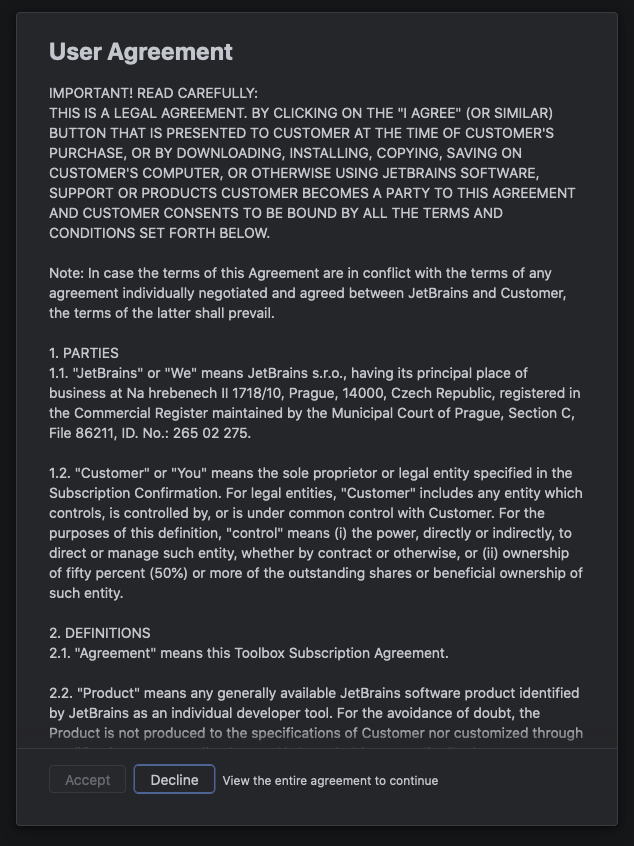 User Agreement
IMPORTANT! READ CAREFULLY:
THIS IS A LEGAL AGREEMENT. BY CLICKING ON THE "I AGREE" (OR SIMILAR)
BUTTON THAT IS PRESENTED TO CUSTOMER AT THE TIME OF CUSTOMER'S
PURCHASE, OR BY DOWNLOADING, INSTALLING, COPYING, SAVING ON
CUSTOMER'S COMPUTER, OR OTHERWISE USING JETBRAINS SOFTWARE,
SUPPORT OR PRODUCTS CUSTOMER BECOMES A PARTY TO THIS AGREEMENT
AND CUSTOMER CONSENTS TO BE BOUND BY ALL THE TERMS AND
CONDITIONS SET FORTH BELOW.
Note: In case the terms of this Agreement are in conflict with the terms of any
agreement individually negotiated and agreed between JetBrains and Customer,
the terms of the latter shall prevail.
1. PARTIES
1.1. "JetBrains" or "We" means JetBrains s.r.o., having its principal place of
business at Na hrebenech II 1718/10, Prague, 14000, Czech Republic, registered in
the Commercial Register maintained by the Municipal Court of Prague, Section C,
File 86211, ID. No.: 265 02 275.
1.2. "Customer" or "You" means the sole proprietor or legal entity specified in the
Subscription Confirmation. For legal entities, "Customer" includes any entity which
controls, is controlled by, or is under common control with Customer. For the
purposes of this definition, "control" means (i) the power, directly or indirectly, to
direct or manage such entity, whether by contract or otherwise, or (ii) ownership
of fifty percent (50%) or more of the outstanding shares or beneficial ownership of
such entity.
2. DEFINITIONS
2.1. "Agreement" means this Toolbox Subscription Agreement.
2.2. "Product" means any generally available JetBrains software product identified
by JetBrains as an individual developer tool. For the avoidance of doubt, the
Product is not produced to the specifications of Customer nor customized through
Accept Decline View the entire agreement to continue